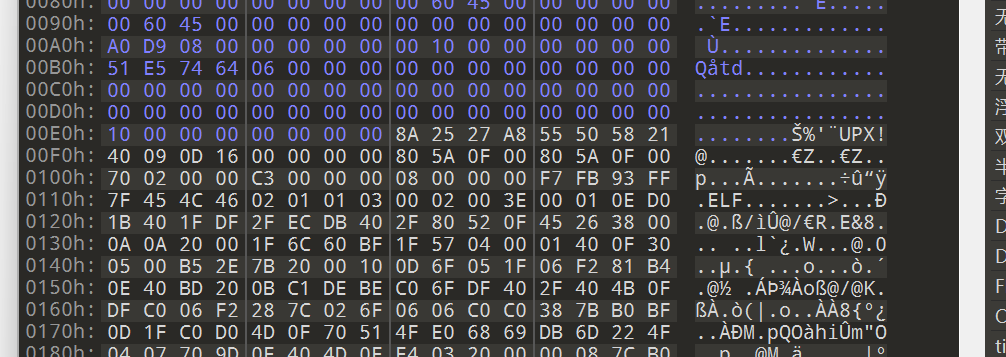 0090h: 00 60 45 00 00 00 00 00 00 00 00 00 00 00 00 00 .`E.............
00A0h: A0 D9 08 00 00 00 00 00 00 10 00 00 00 00 00 00  Ù..............
00B0h: 51 E5 74 64 06 00 00 00 00 00 00 00 00 00 00 00 Qåtd............
00C0h: 00 00 00 00 00 00 00 00 00 00 00 00 00 00 00 00 ................
00D0h: 00 00 00 00 00 00 00 00 00 00 00 00 00 00 00 00 ................
00E0h: 10 00 00 00 00 00 00 00 8A 25 27 A8 55 50 58 21 ........Š%'¨UPX!
00F0h: 40 09 0D 16 00 00 00 00 80 5A 0F 00 80 5A 0F 00 @.......€Z..€Z..
0100h: 70 02 00 00 C3 00 00 00 08 00 00 00 F7 FB 93 FF p...Ã.......÷û“ÿ
0110h: 7F 45 4C 46 02 01 01 03 00 02 00 3E 00 01 0E D0 .ELF.......>...Ð
0120h: 1B 40 1F DF 2F EC DB 40 2F 80 52 0F 45 26 38 00 .@.ß/ìÛ@/€R.E&8.
0130h: 0A 0A 20 00 1F 6C 60 BF 1F 57 04 00 01 40 0F 30 .. ..l`¿.W...@.0
0140h: 05 00 B5 2E 7B 20 00 10 0D 6F 05 1F 06 F2 81 B4 ..µ.{ ...o...ò.´
0150h: 0E 40 BD 20 0B C1 DE BE C0 6F DF 40 2F 40 4B 0F .@½ .ÁÞ¾Àoß@/@K.
0160h: DF C0 06 F2 28 7C 02 6F 06 06 C0 C0 38 7B B0 BF ßÀ.ò(|.o..ÀÀ8{°¿
0170h: 0D 1F C0 D0 4D 0F 70 51 4F E0 68 69 DB 6D 22 4F ..ÀÐM.pQOàhiÛm"O